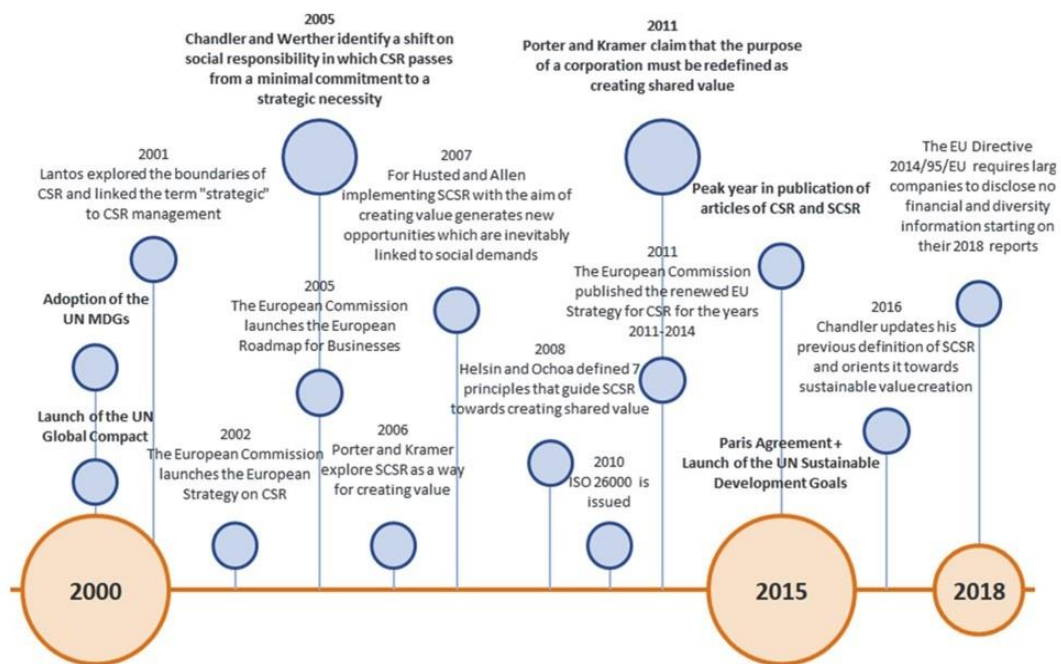 2005
Chandler and Werther identify a shift on
social responsibility in which CSR passes
from a minimal commitment to a
strategic necessity
2011
Porter and Kramer claim that the purpose
of a corporation must be redefined as
creating shared value
2001
Lantos explored the boundaries of
CSR and linked the term "strategic"
to CSR management
2007
For Husted and Allen
implementing SCSR with the aim of
creating value generates new
opportunities which are inevitably
linked to social demands
Peak year in publication of
articles of CSR and SCSR
The EU Directive
2014/95/EU requires larg
companies to disclose no
financial and diversity
information starting on
their 2018 reports
Adoption of the
UN MDGs
2005
The European Commission
launches the European
Roadmap for Businesses
2011
The European Commission
published the renewed EU
Strategy for CSR for the years
2011-2014
2016
Chandler updates his
previous definition of SCSR
and orients it towards
sustainable value creation
2008
Helsin and Ochoa defined 7
principles that guide SCSR
towards creating shared value
Launch of the UN
Global Compact
2002
The European Commission
launches the European
Strategy on CSR
2006
Porter and Kramer
explore SCSR as a way
for creating value
2010
ISO 26000 is
issued
Paris Agreement +
Launch of the UN Sustainable
Development Goals
2000
2015
2018